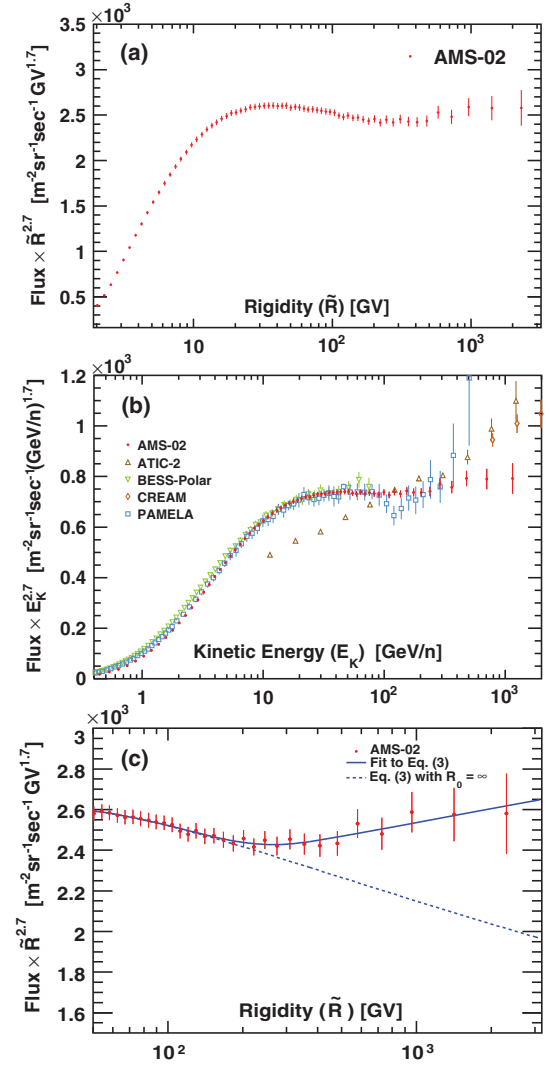 ×10³
3.5
(a)
AMS-02
3
2.5
2
1.5
1
0.5
Flux × R̃^2.7 [m⁻²sr⁻¹sec⁻¹ GV^1.7]
Rigidity (R̃) [GV]
10
10²
10³
×10³
1.2
(b)
AMS-02
ATIC-2
BESS-Polar
CREAM
PAMELA
1
0.8
0.6
0.4
0.2
0
Flux × E_K^2.7 [m⁻²sr⁻¹sec⁻¹(GeV/n)^1.7]
Kinetic Energy (E_K) [GeV/n]
1
10
10²
10³
×10³
3
(c)
AMS-02
Fit to Eq. (3)
Eq. (3) with R₀ = ∞
2.8
2.6
2.4
2.2
2
1.8
1.6
Flux × R̃^2.7 [m⁻²sr⁻¹sec⁻¹ GV^1.7]
Rigidity (R̃ ) [GV]
10²
10³